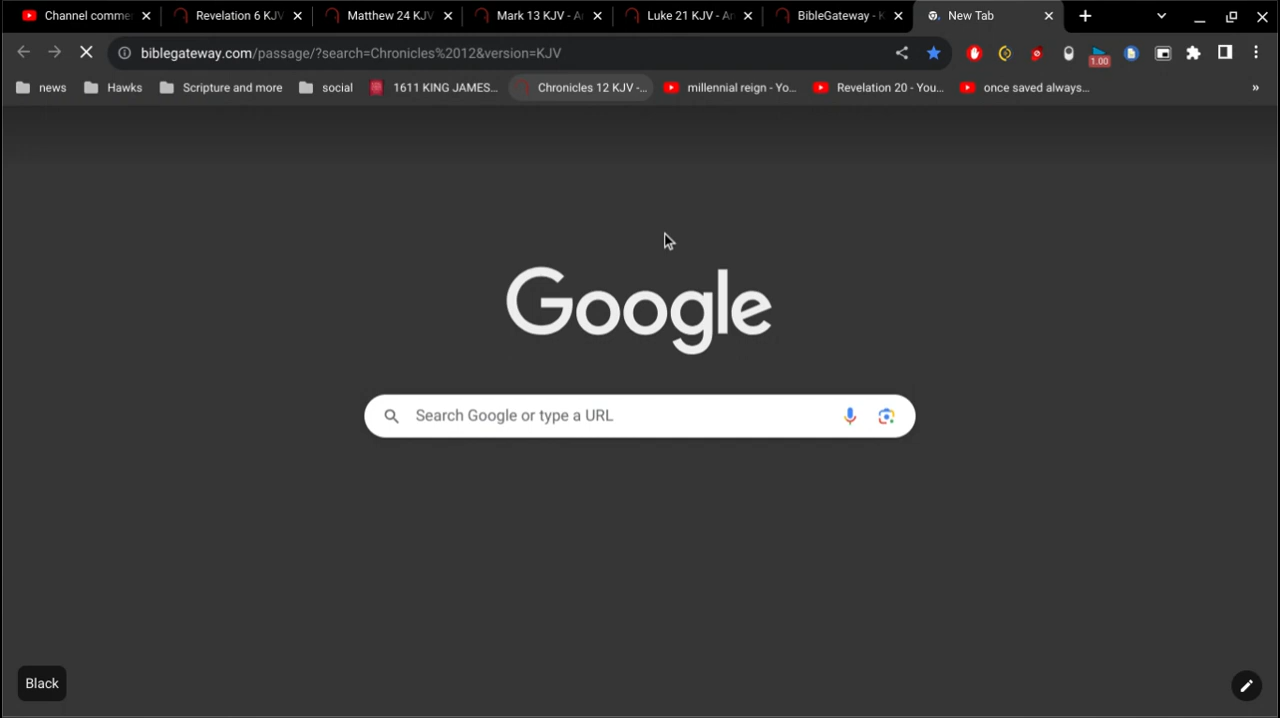 Channel comme
Revelation 6 KJV
Matthew 24 KJV
Mark 13 KJV - A
Luke 21 KJV - A
BibleGateway - K
New Tab
biblegateway.com/passage/?search=Chronicles%2012&version=KJV
1.00
news
Hawks
Scripture and more
social
1611 KING JAMES...
Chronicles 12 KJV -...
millennial reign - Yo...
Revelation 20 - You...
once saved always...
»
Google
Search Google or type a URL
Black